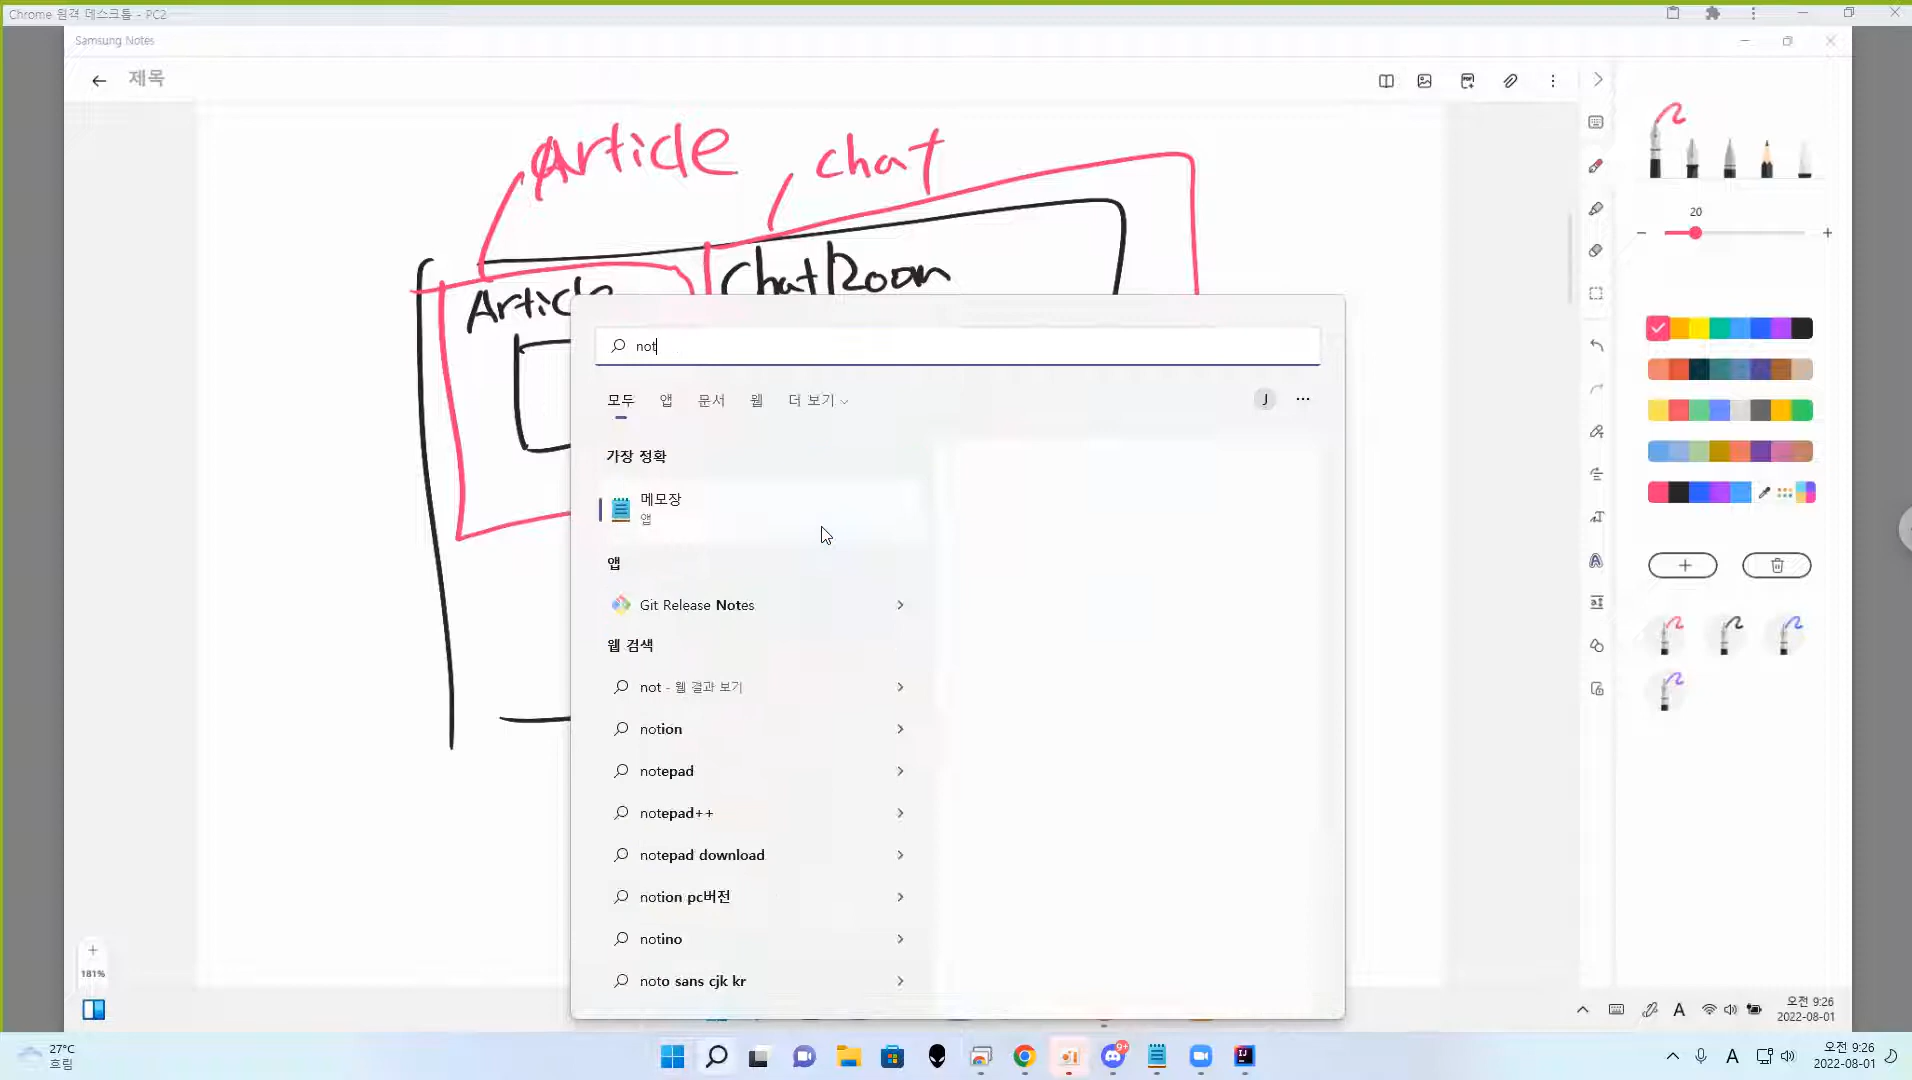 Chrome 원격 데스크톱 - PC2
Samsung Notes
제목
Article
chat
20
Article
ChatRoom
not
모두 앱 문서 웹 더 보기
J
가장 정확
메모장
앱
앱
Git Release Notes
웹 검색
not - 웹 결과 보기
notion
notepad
notepad++
notepad download
notion pc버전
notino
noto sans cjk kr
181%
A
오전 9:26
2022-08-01
27°C
흐림
9+
IJ
A
오전 9:26
2022-08-01